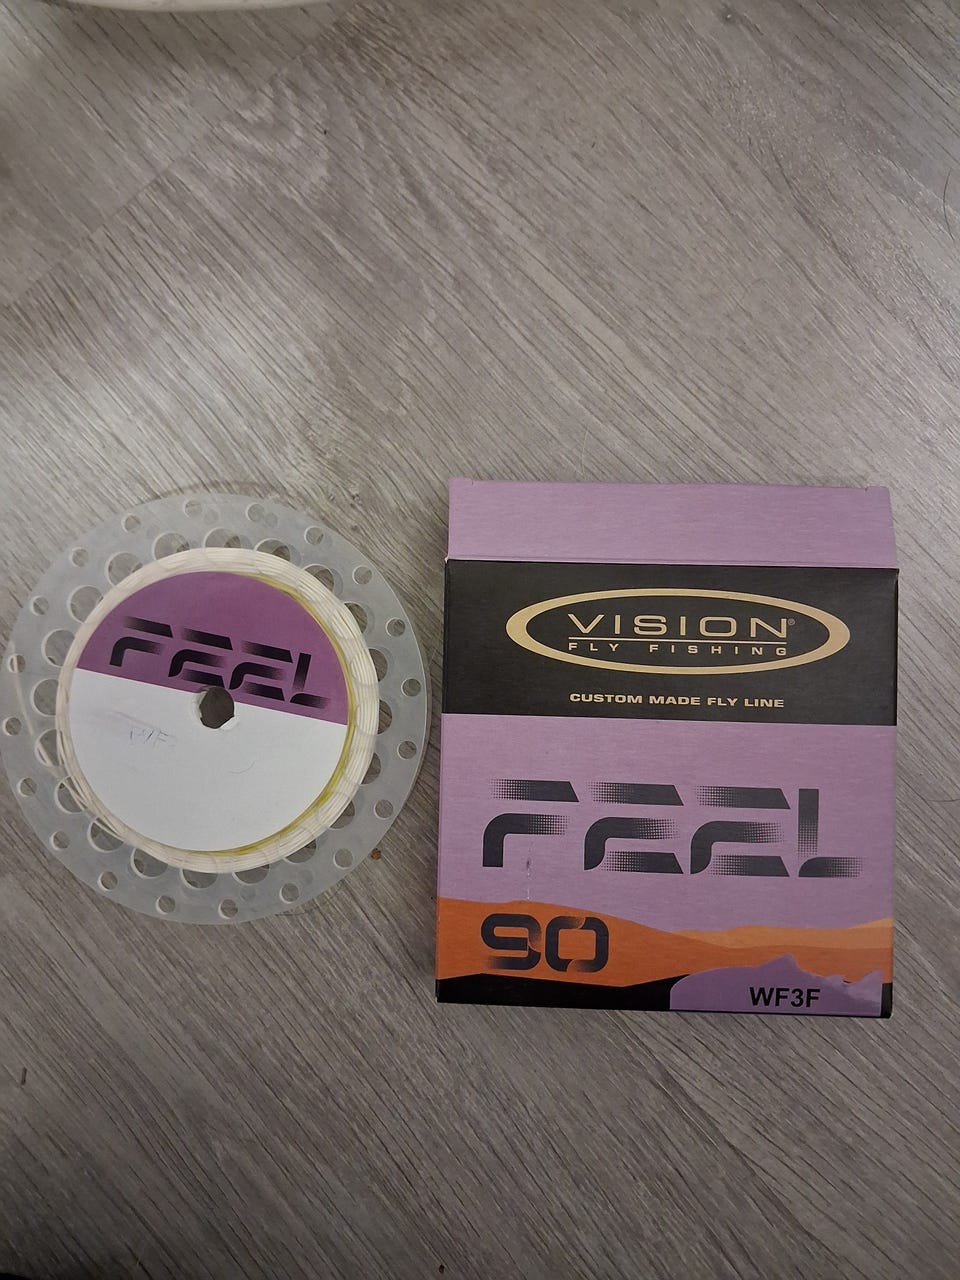 FEEL
VISION®
FLY FISHING
CUSTOM MADE FLY LINE
FEEL
90
WF3F